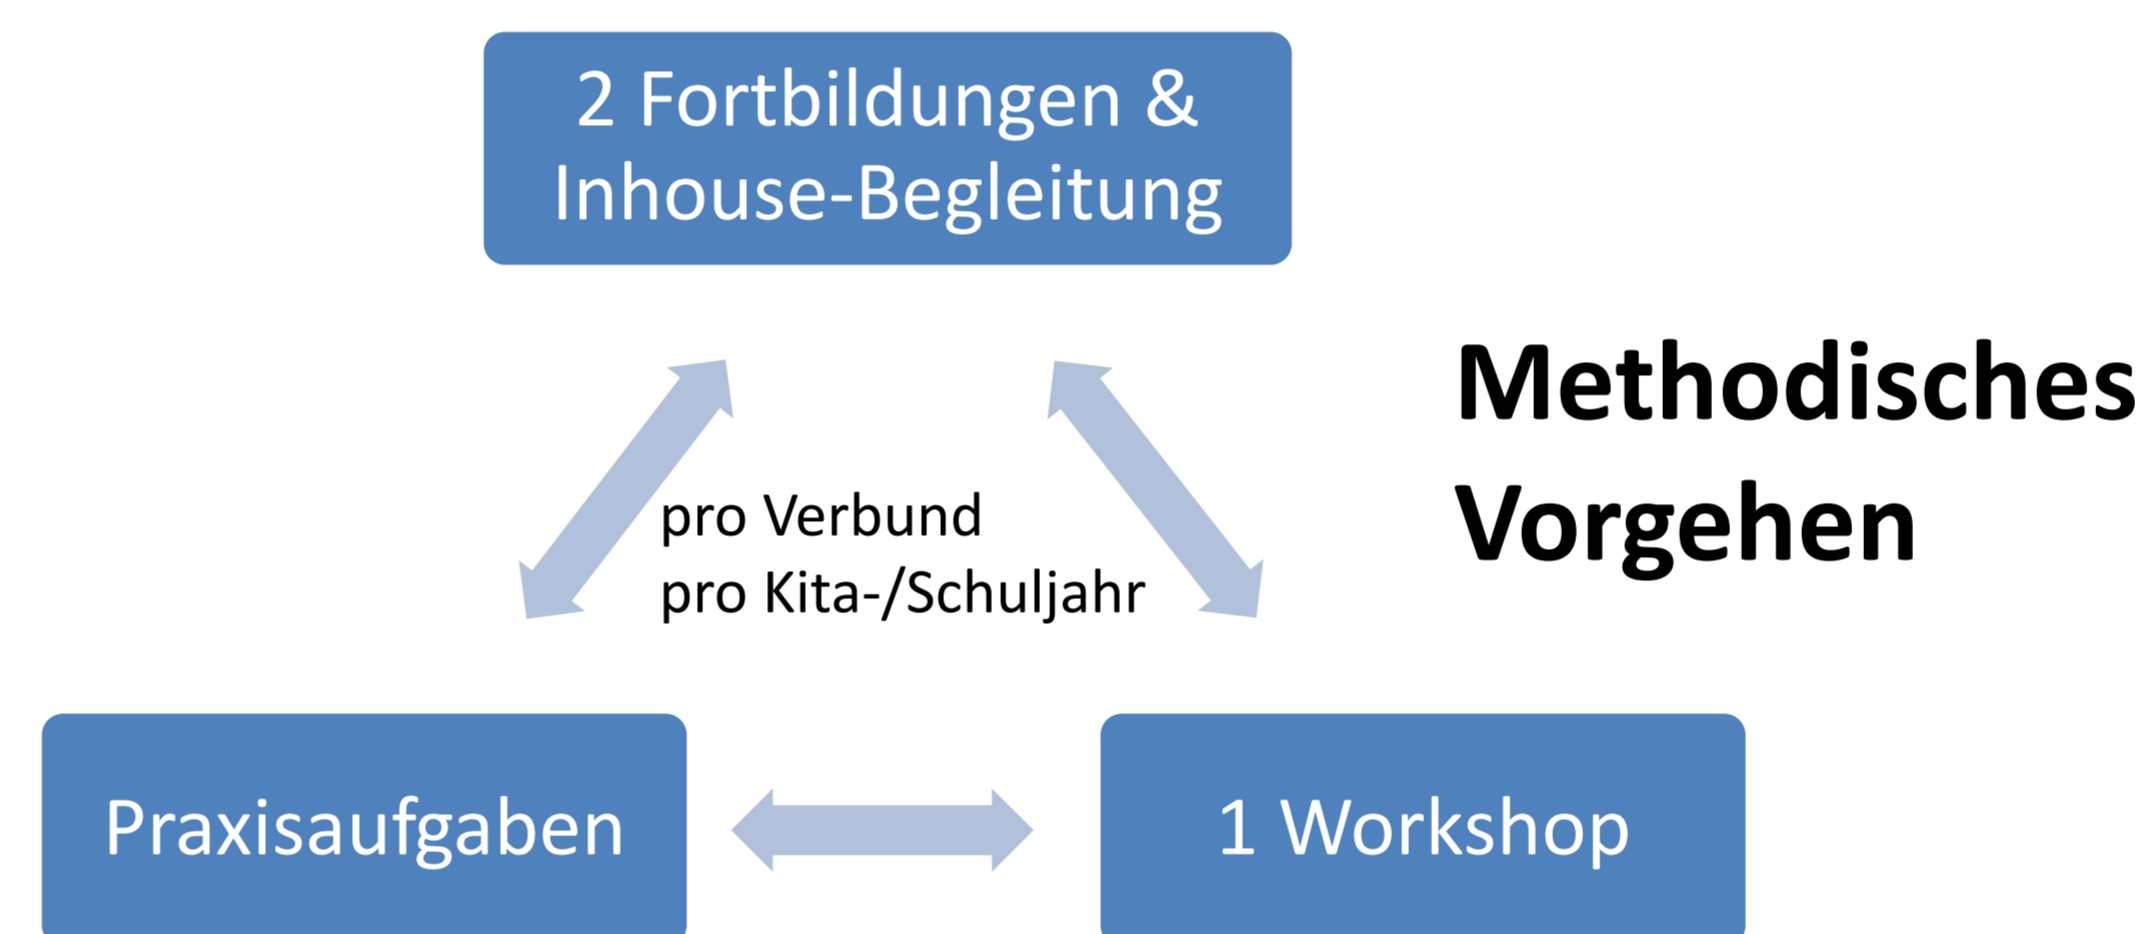 2 Fortbildungen &
Inhouse-Begleitung
Methodisches
Vorgehen
pro Verbund
pro Kita-/Schuljahr
Praxisaufgaben
1 Workshop